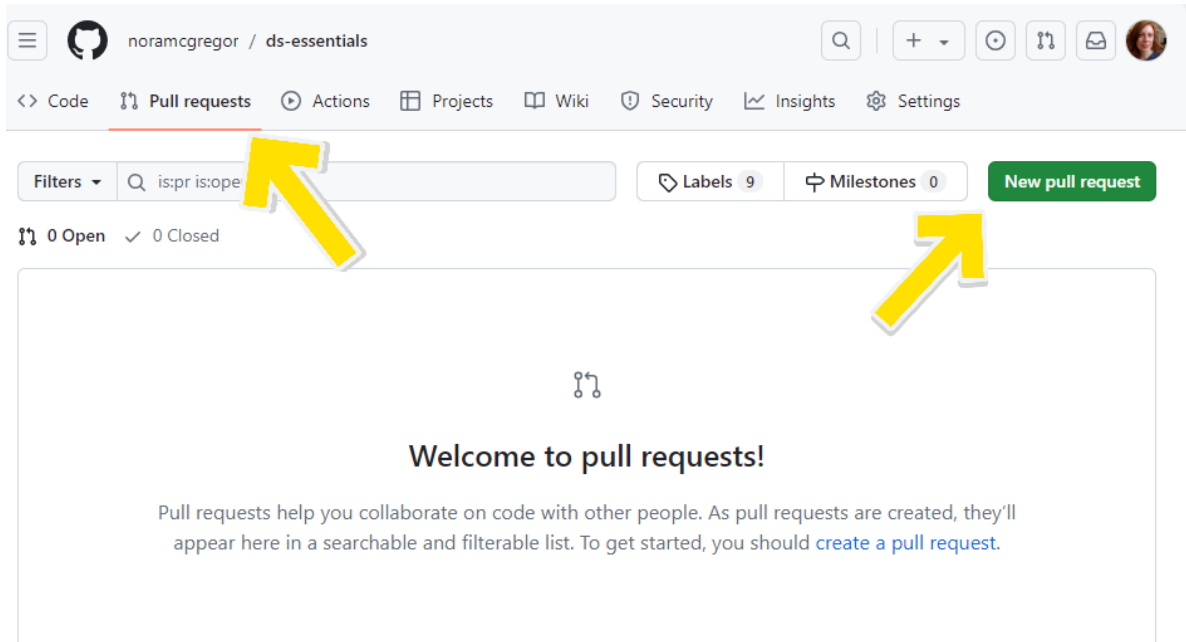 noramcgregor / ds-essentials
Code Pull requests Actions Projects Wiki Security Insights Settings
Filters is:pr is:ope Labels 9 Milestones 0 New pull request
0 Open 0 Closed
Welcome to pull requests!
Pull requests help you collaborate on code with other people. As pull requests are created, they’ll
appear here in a searchable and filterable list. To get started, you should create a pull request.